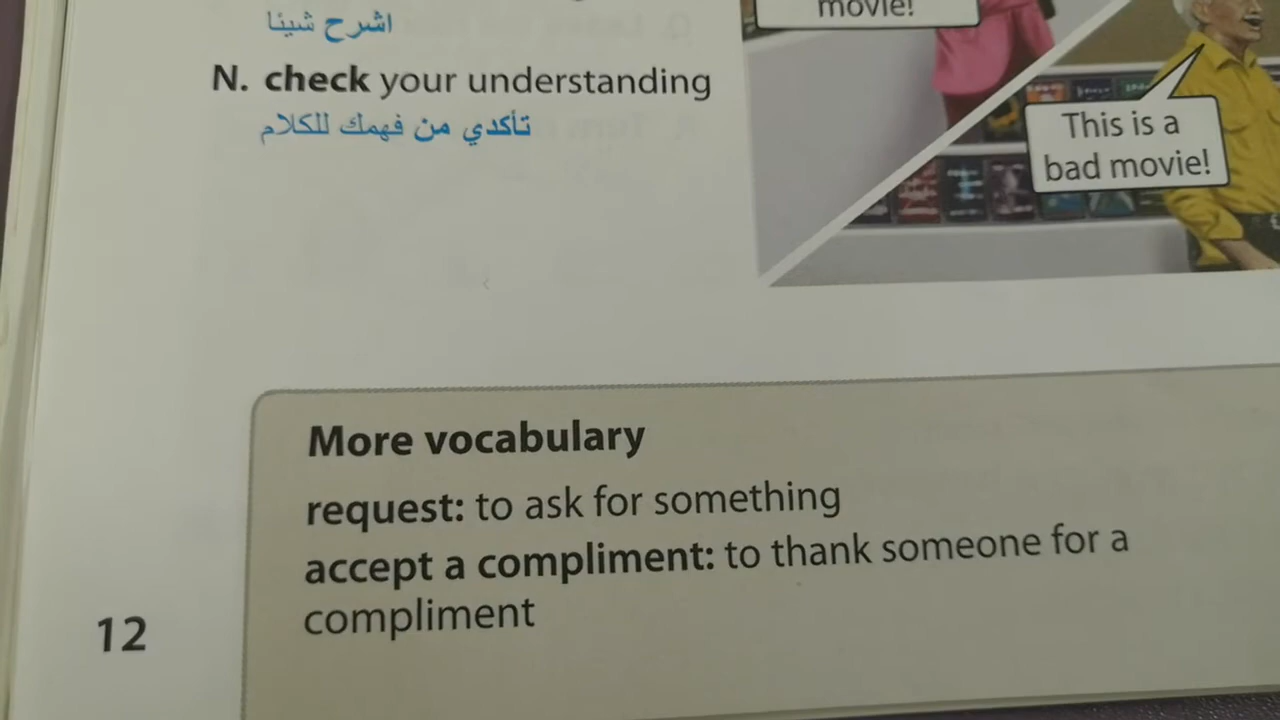 اشرح شيئا
N. check your understanding
تأكدي من فهمك للكلام
movie!
This is a
bad movie!
More vocabulary
request: to ask for something
accept a compliment: to thank someone for a
compliment
12